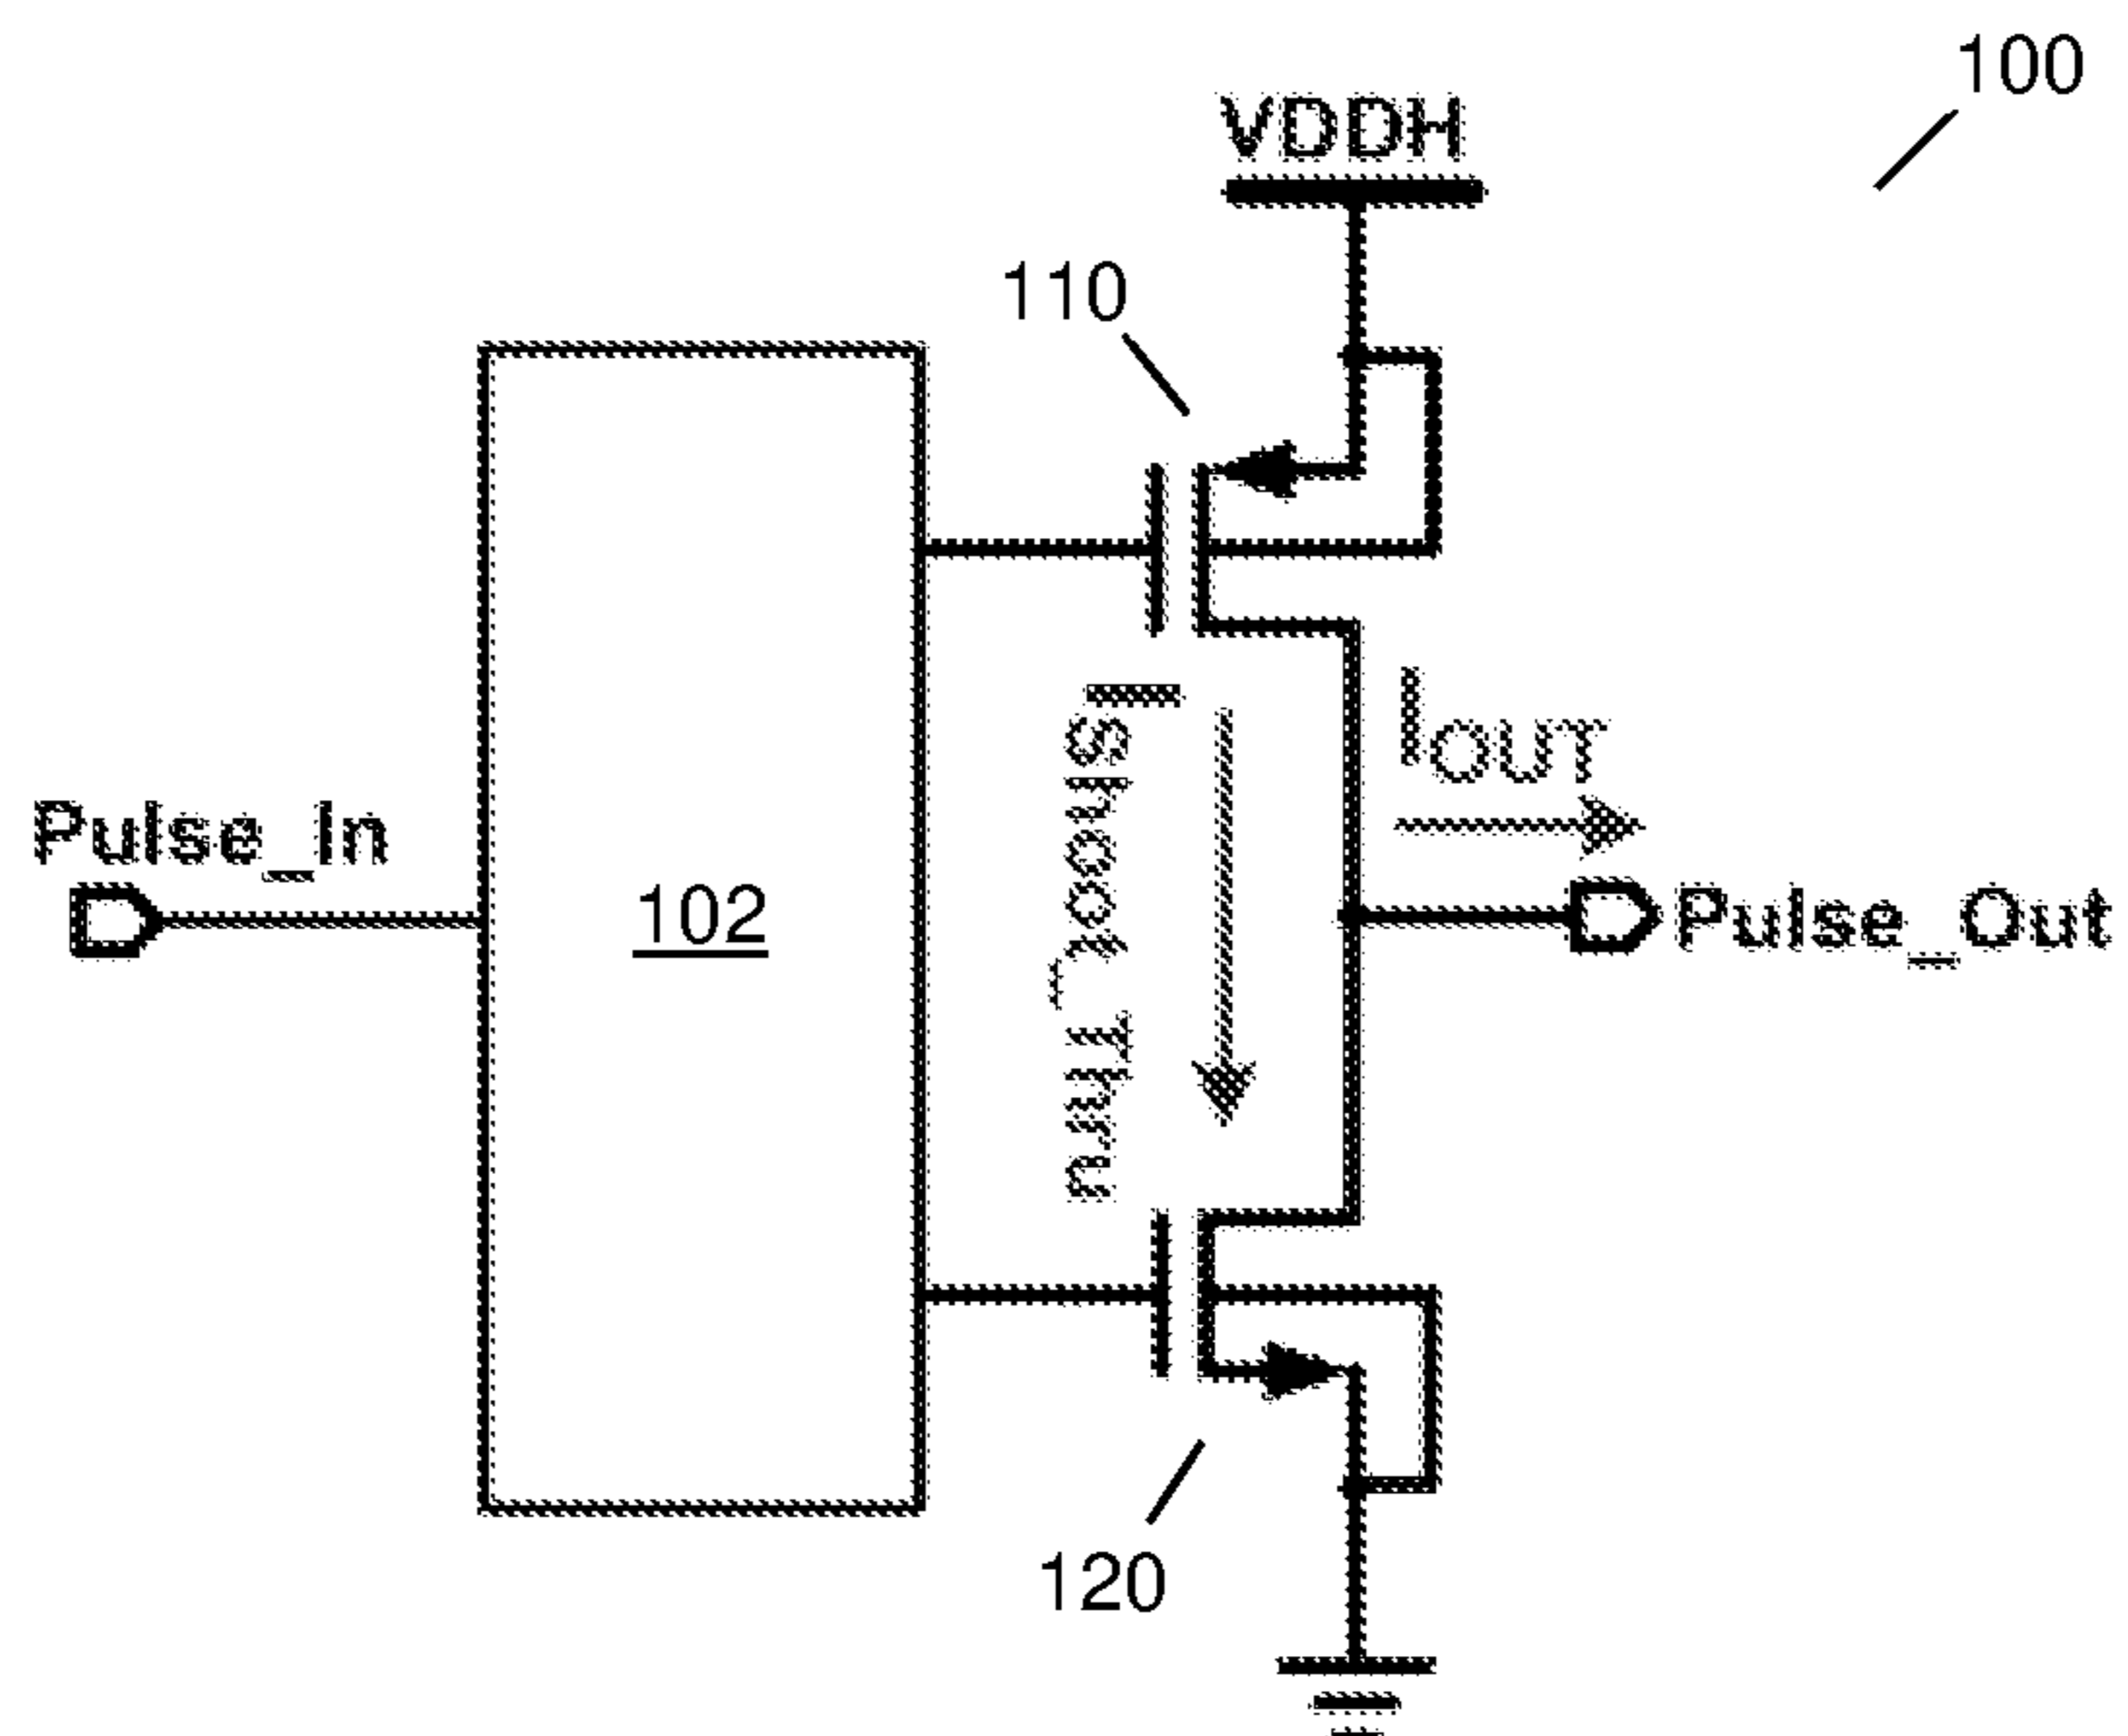 100
VDDH
110
IOUT
Pulse_In
102
IShoot_Thru
Pulse_Out
120